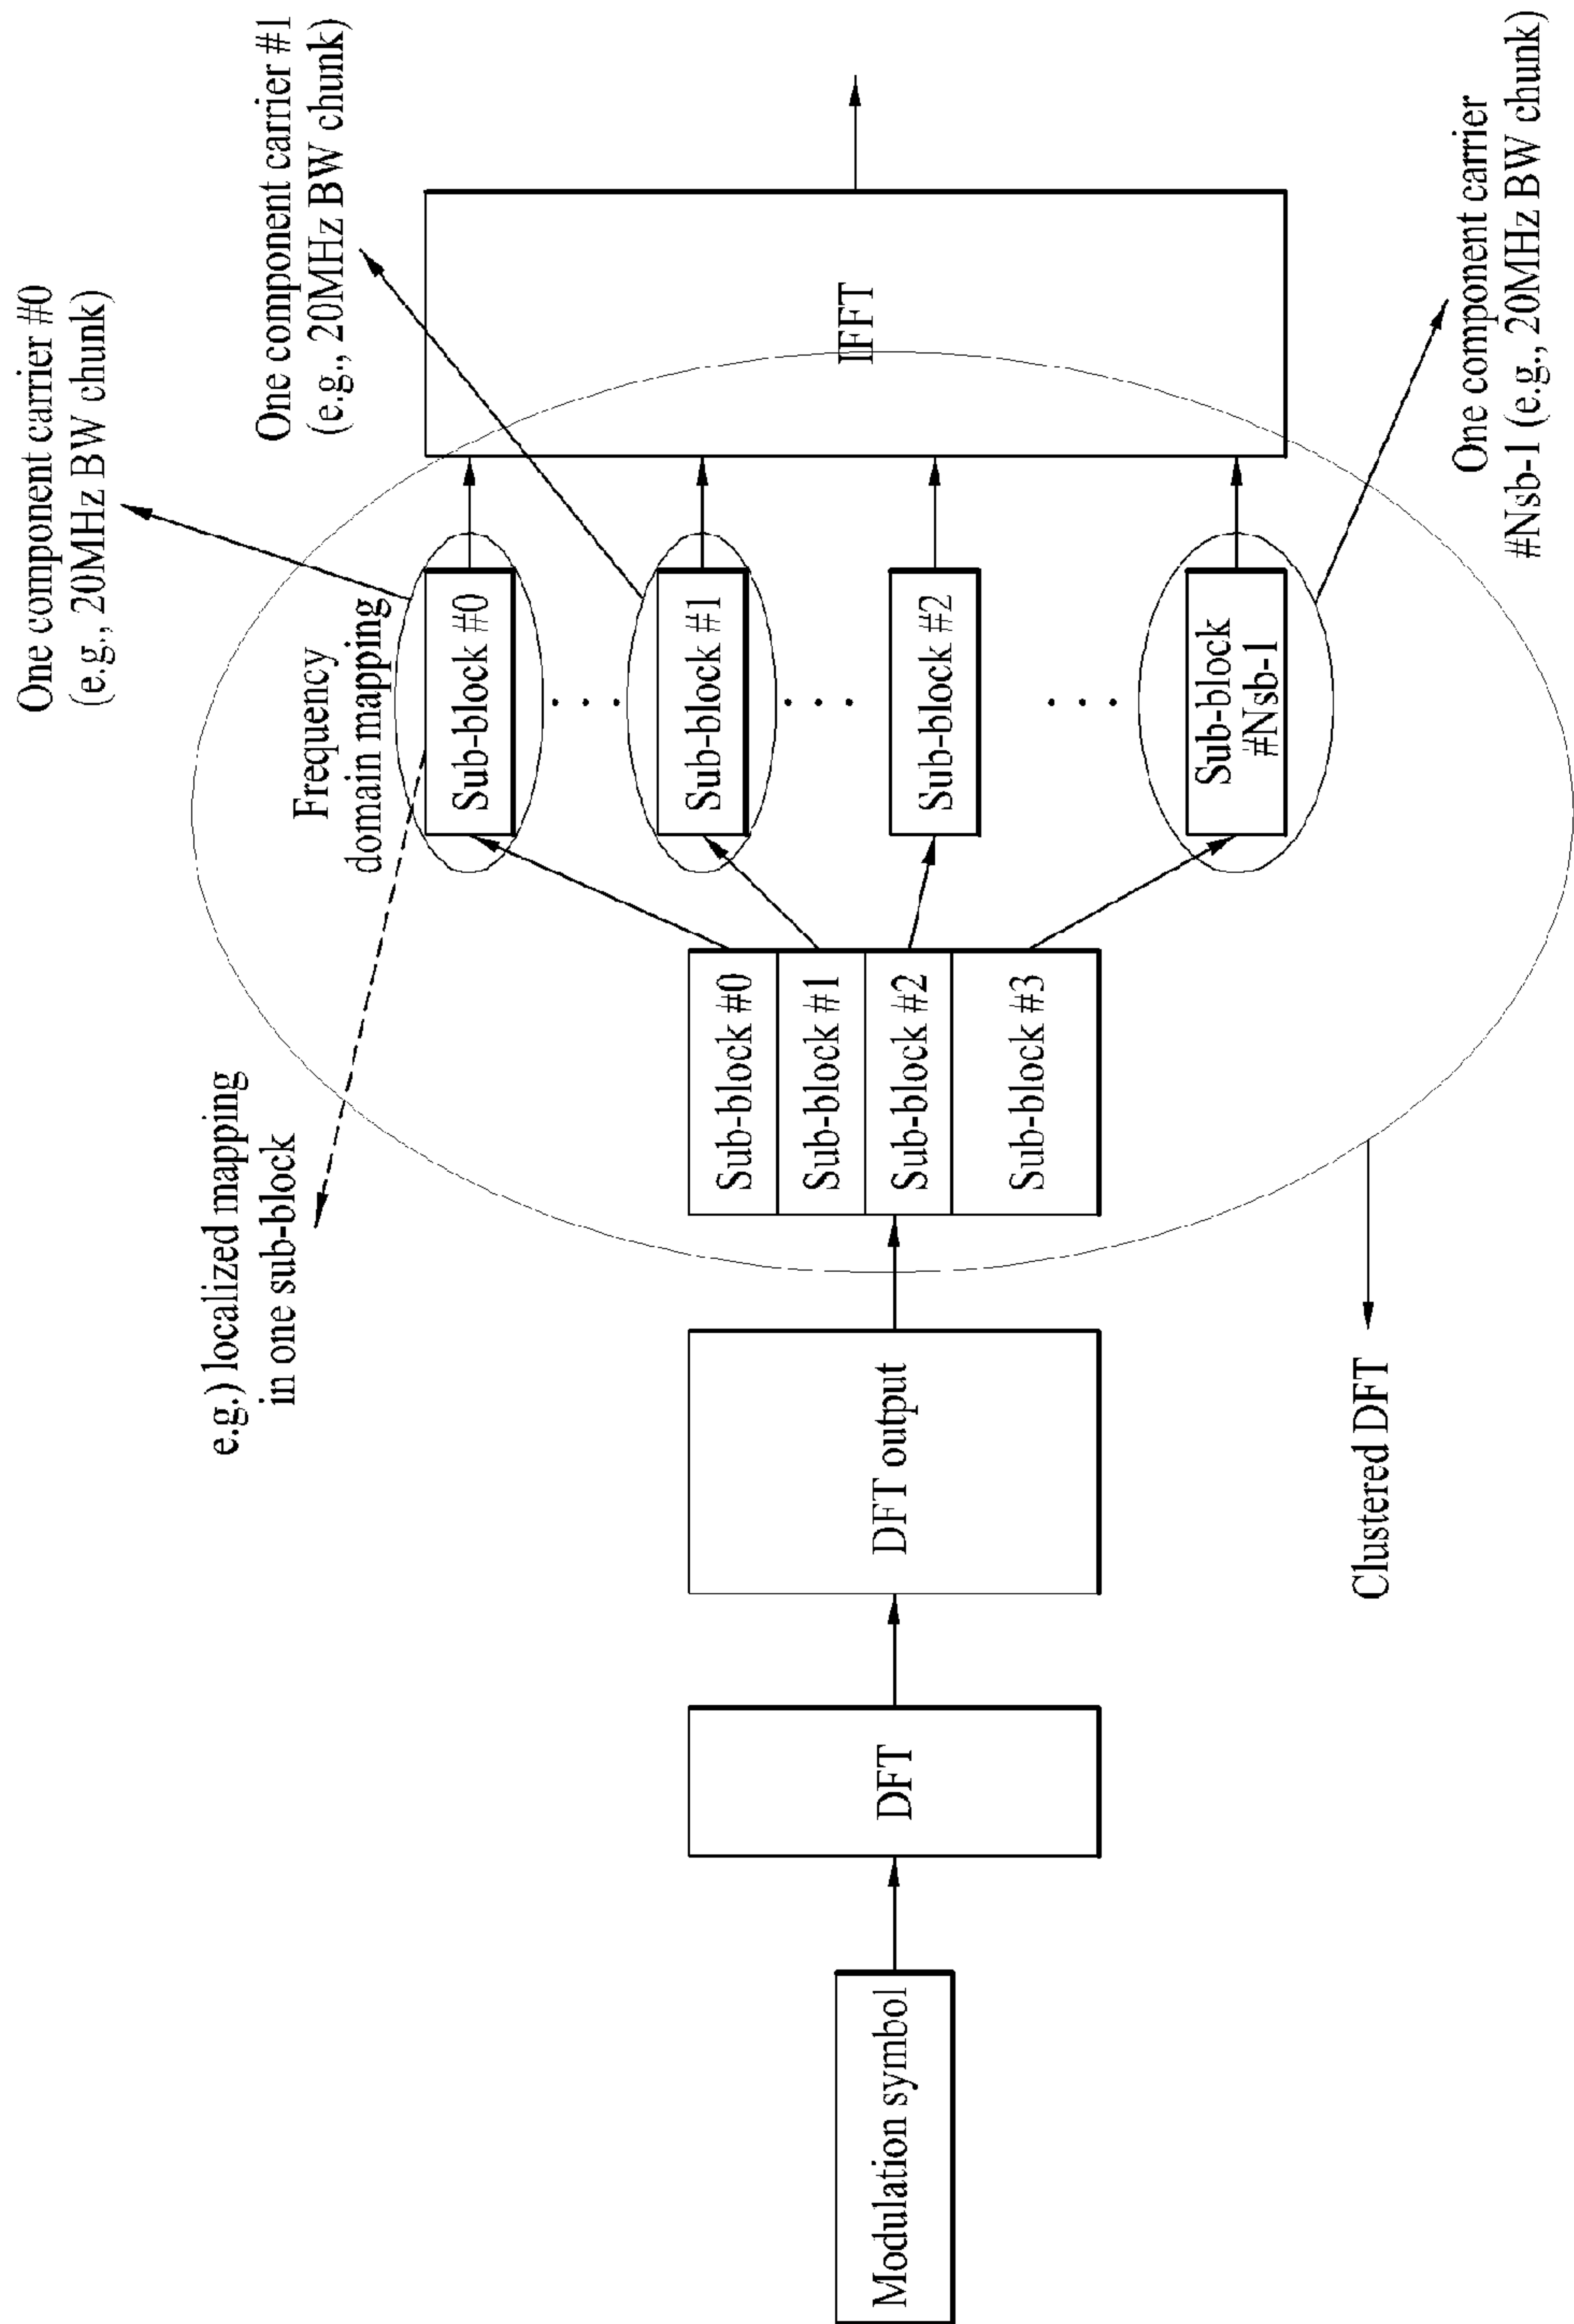 Modulation symbol
DFT
DFT output
Sub-block #0
Sub-block #1
Sub-block #2
Sub-block #3
e.g.) localized mapping
in one sub-block
Clustered DFT
Frequency
domain mapping
Sub-block #0
Sub-block #1
Sub-block #2
Sub-block
#Nsb-1
One component carrier #0
(e.g., 20MHz BW chunk)
One component carrier #1
(e.g., 20MHz BW chunk)
IFFT
One component carrier
#Nsb-1 (e.g., 20MHz BW chunk)